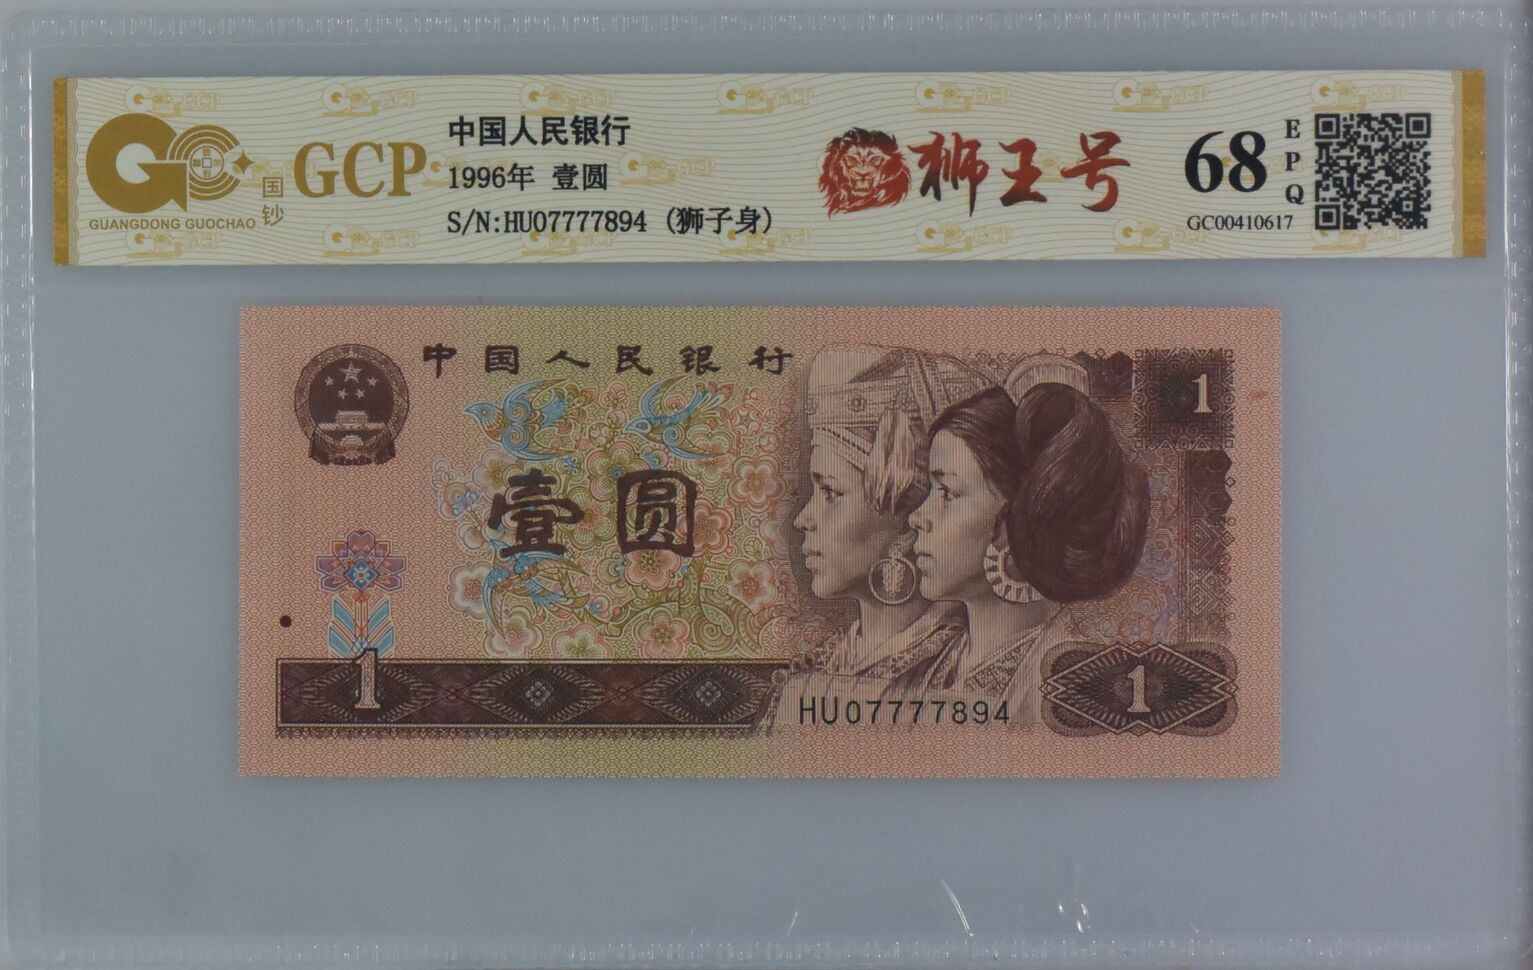 GCP
国钞
GUANGDONG GUOCHAO
中国人民银行
1996年 壹圆
S/N:HU07777894 (狮子身)
狮王号
68
EPQ
GC00410617
中国人民银行
1
壹圆
1
HU07777894
1